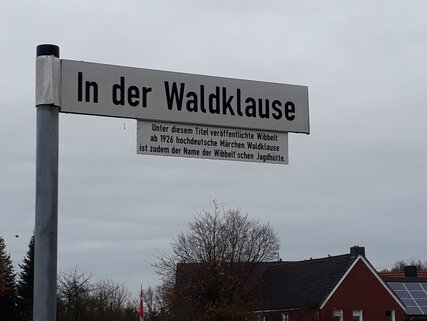 In der Waldklause
Unter diesem Titel veröffentlichte Wibbelt
ab 1926 hochdeutsche Märchen. Waldklause
ist zudem der Name der Wibbelt'schen Jagdhütte.